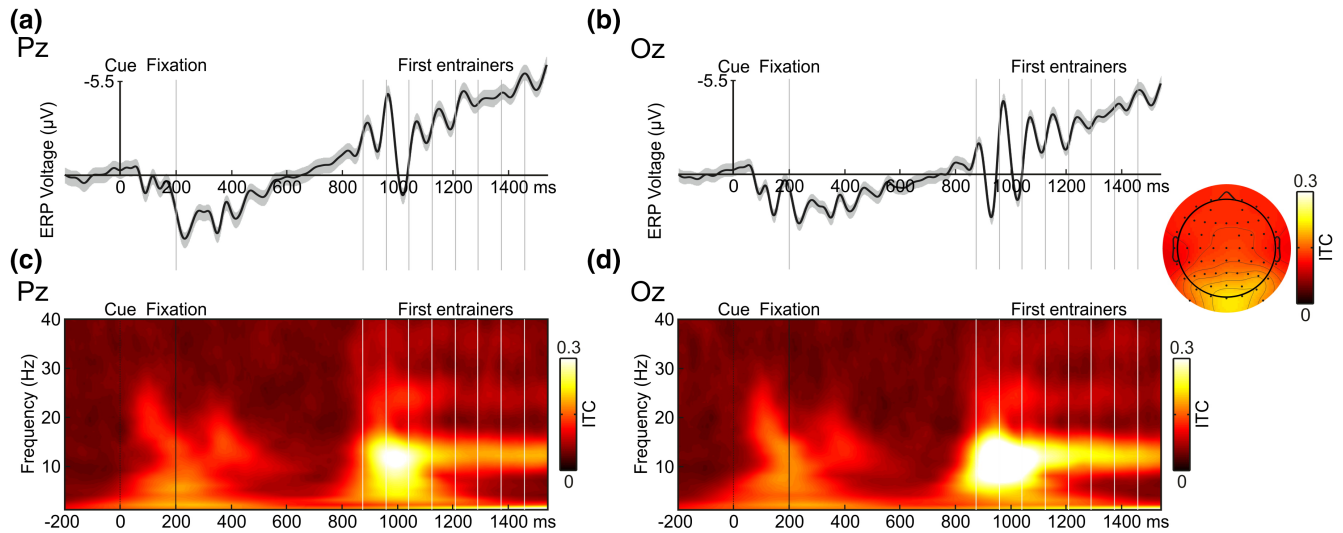 (a)
Pz
Cue Fixation First entrainers
-5.5
ERP Voltage (µV)
0 200 400 600 800 1000 1200 1400 ms
(b)
Oz
Cue Fixation First entrainers
-5.5
ERP Voltage (µV)
0 200 400 600 800 1000 1200 1400 ms
0.3
ITC
0
(c)
Pz
Cue Fixation First entrainers
40
30
20
10
Frequency (Hz)
-200 0 200 400 600 800 1000 1200 1400 ms
0.3
ITC
0
(d)
Oz
Cue Fixation First entrainers
40
30
20
10
Frequency (Hz)
-200 0 200 400 600 800 1000 1200 1400 ms
0.3
ITC
0